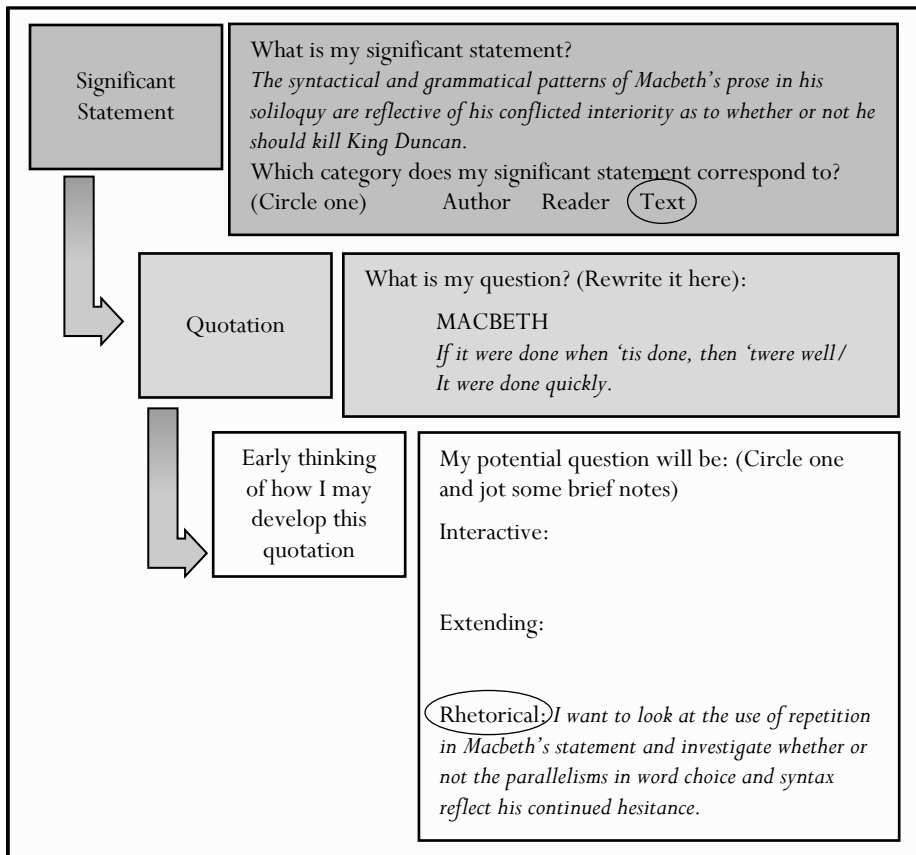 Significant
Statement
What is my significant statement?
The syntactical and grammatical patterns of Macbeth’s prose in his
soliloquy are reflective of his conflicted interiority as to whether or not he
should kill King Duncan.
Which category does my significant statement correspond to?
(Circle one) Author Reader Text
Quotation
What is my question? (Rewrite it here):
MACBETH
If it were done when ‘tis done, then ‘twere well/
It were done quickly.
Early thinking
of how I may
develop this
quotation
My potential question will be: (Circle one
and jot some brief notes)
Interactive:
Extending:
Rhetorical: I want to look at the use of repetition
in Macbeth’s statement and investigate whether or
not the parallelisms in word choice and syntax
reflect his continued hesitance.